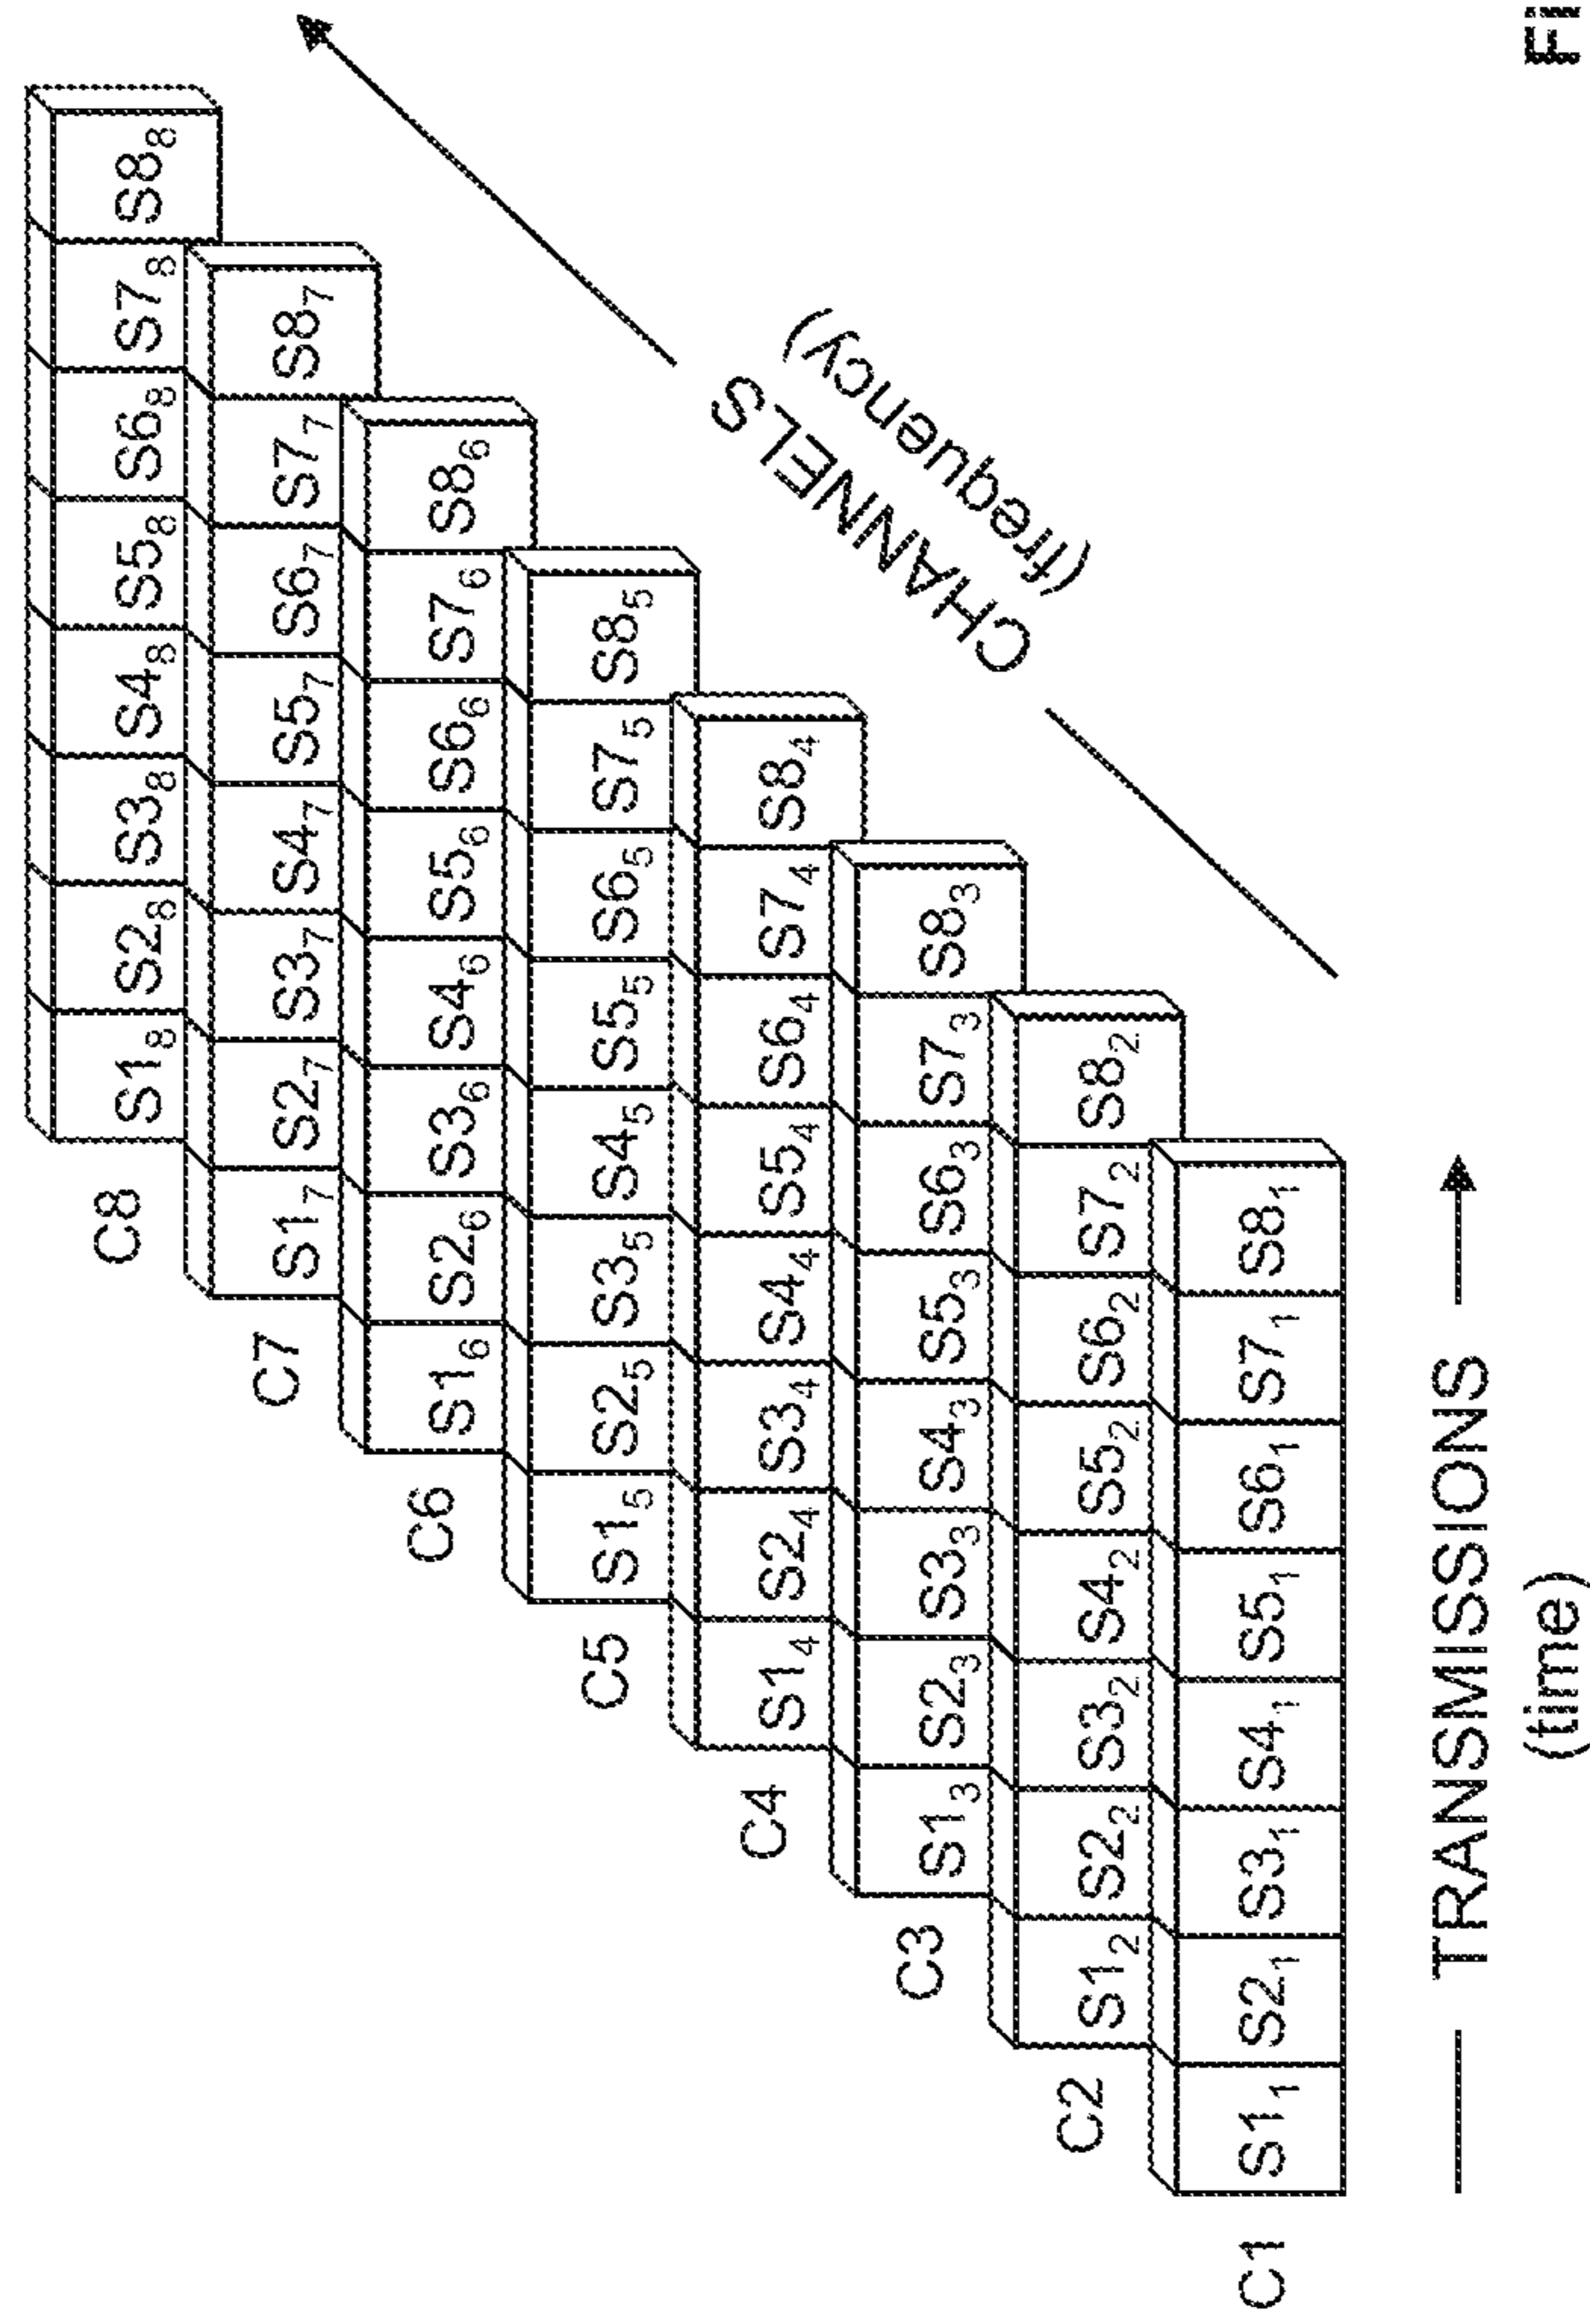 C8 S1₈ S2₈ S3₈ S4₈ S5₈ S6₈ S7₈ S8₈
C7 S1₇ S2₇ S3₇ S4₇ S5₇ S6₇ S7₇ S8₇
C6 S1₆ S2₆ S3₆ S4₆ S5₆ S6₆ S7₆ S8₆
C5 S1₅ S2₅ S3₅ S4₅ S5₅ S6₅ S7₅ S8₅
C4 S1₄ S2₄ S3₄ S4₄ S5₄ S6₄ S7₄ S8₄
C3 S1₃ S2₃ S3₃ S4₃ S5₃ S6₃ S7₃ S8₃
C2 S1₂ S2₂ S3₂ S4₂ S5₂ S6₂ S7₂ S8₂
C1 S1₁ S2₁ S3₁ S4₁ S5₁ S6₁ S7₁ S8₁
CHANNELS
(frequency)
TRANSMISSIONS
(time)